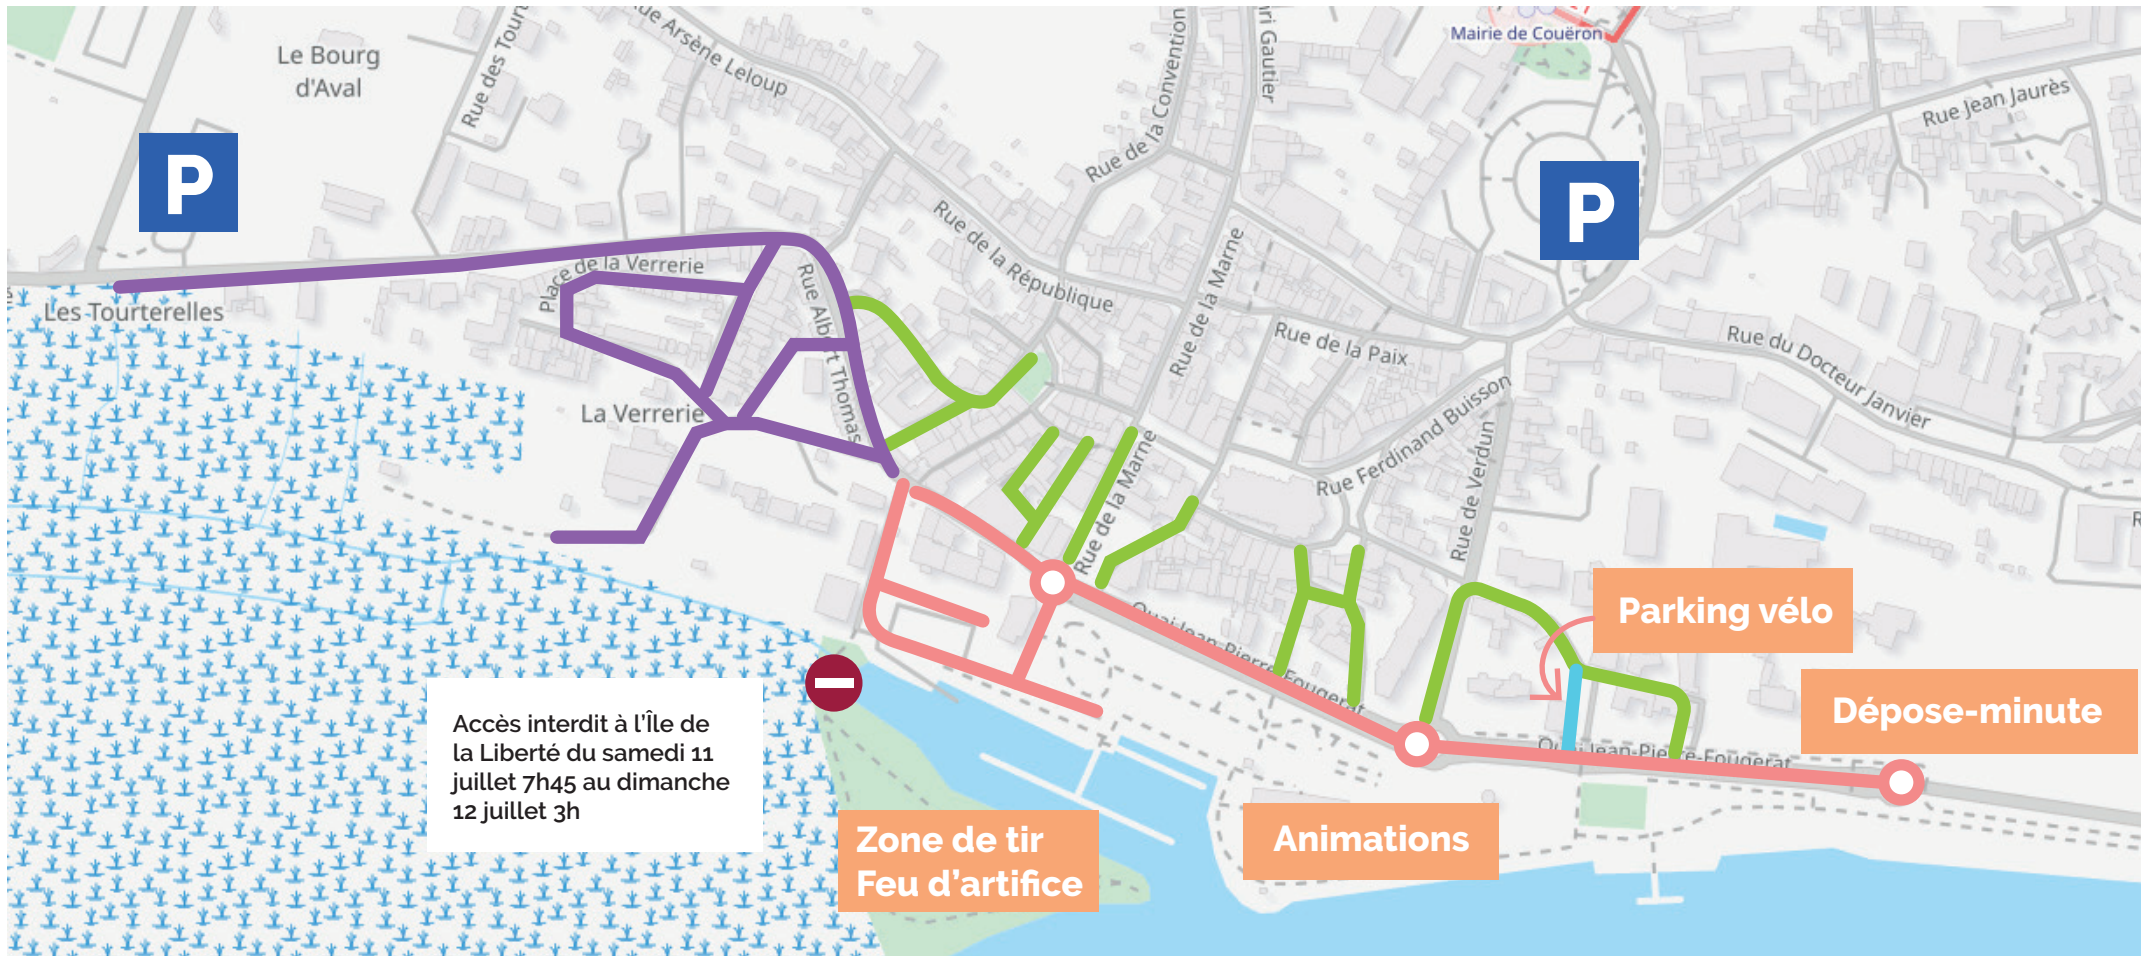 Le Bourg
d'Aval
Rue des Tour
Rue Arsène Leloup
Rue de la Convention
ri Gautier
Mairie de Couëron
Rue Jean Jaurès
P
P
Place de la Verrerie
Les Tourterelles
Rue Albert Thomas
Rue de la République
Rue de la Marne
Rue de la Paix
Rue du Docteur Janvier
La Verrerie
Rue de la Marne
Rue Ferdinand Buisson
Rue de Verdun
Quai Jean-Pierre-Fougerat
Parking vélo
Dépose-minute
Quai Jean-Pierre-Fougerat
Accès interdit à l'Île de
la Liberté du samedi 11
juillet 7h45 au dimanche
12 juillet 3h
Zone de tir
Feu d'artifice
Animations